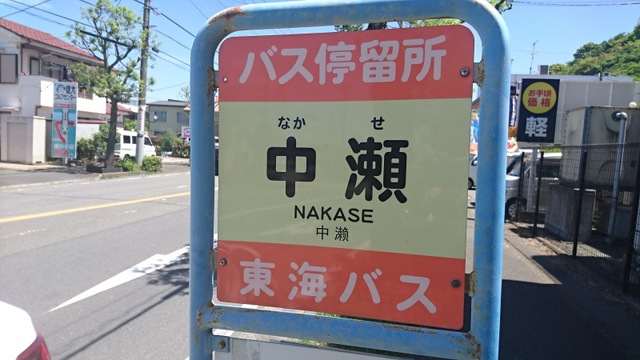 バス停留所
なかせ
中瀬
NAKASE
中濑
東海バス
お手頃
価格
軽